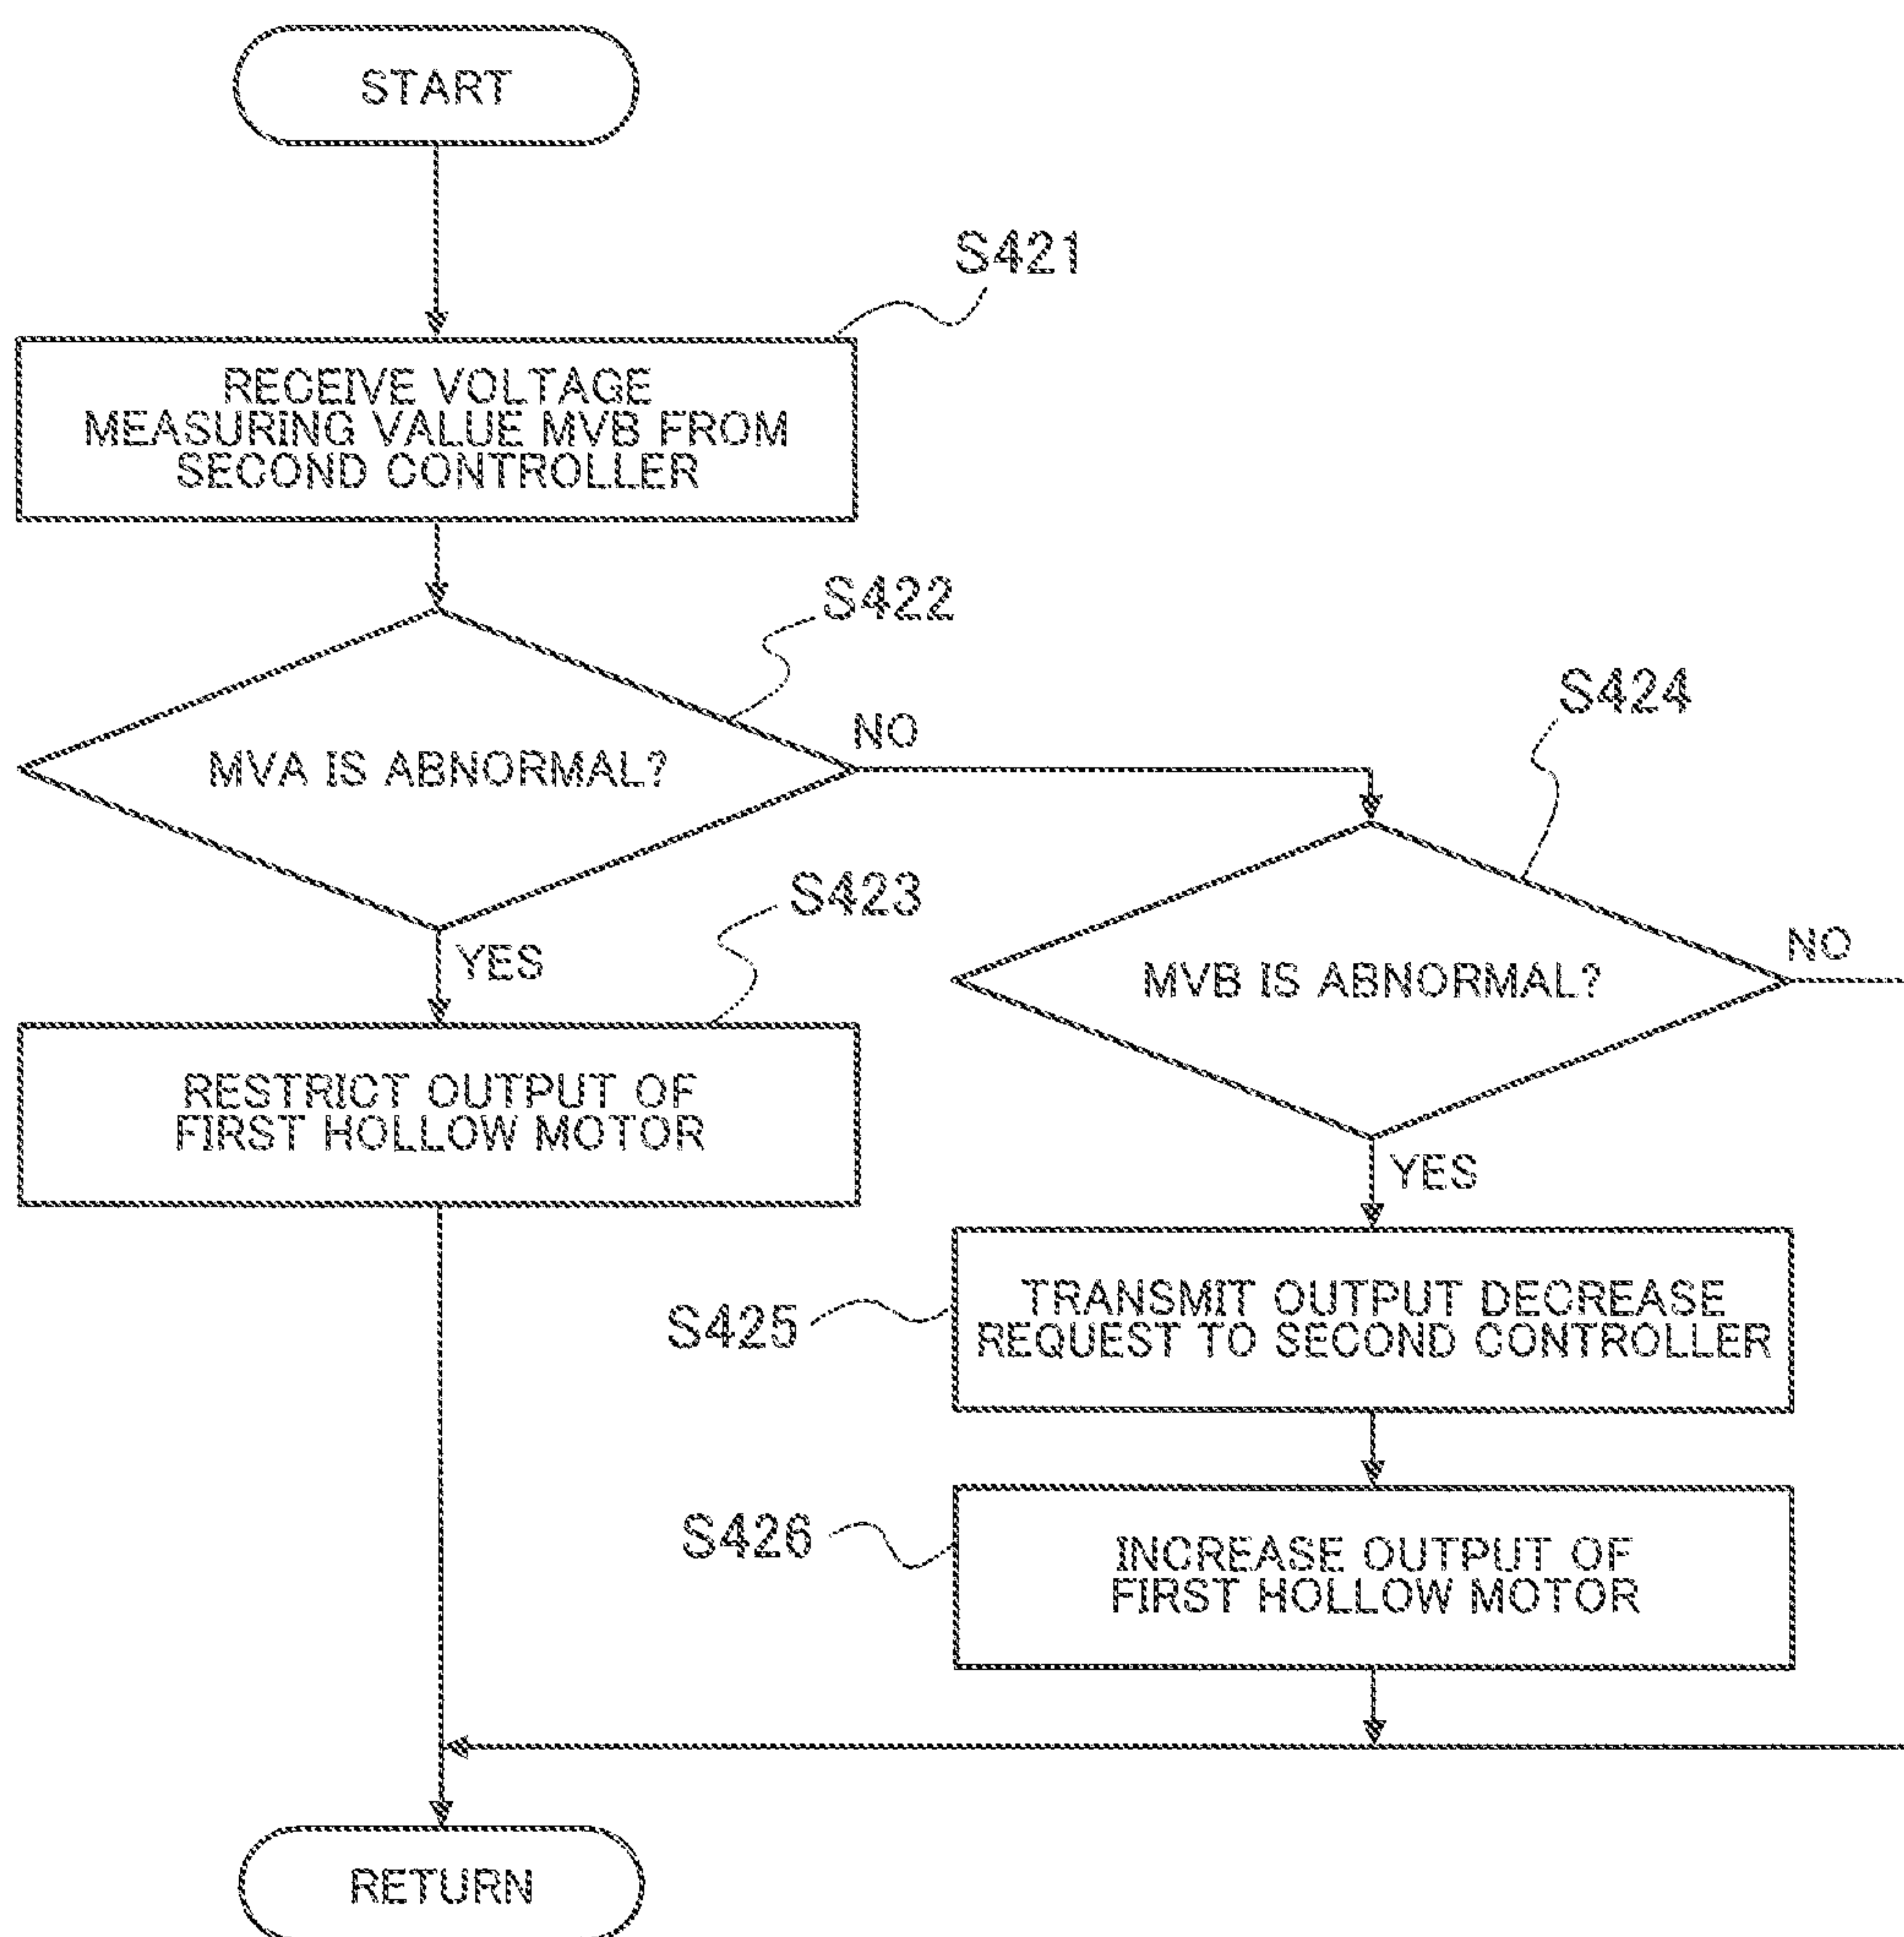 START
S421
RECEIVE VOLTAGE
MEASURING VALUE MVB FROM
SECOND CONTROLLER
S422
MVA IS ABNORMAL?
NO
YES
S423
RESTRICT OUTPUT OF
FIRST HOLLOW MOTOR
S424
MVB IS ABNORMAL?
NO
YES
S425
TRANSMIT OUTPUT DECREASE
REQUEST TO SECOND CONTROLLER
S426
INCREASE OUTPUT OF
FIRST HOLLOW MOTOR
RETURN